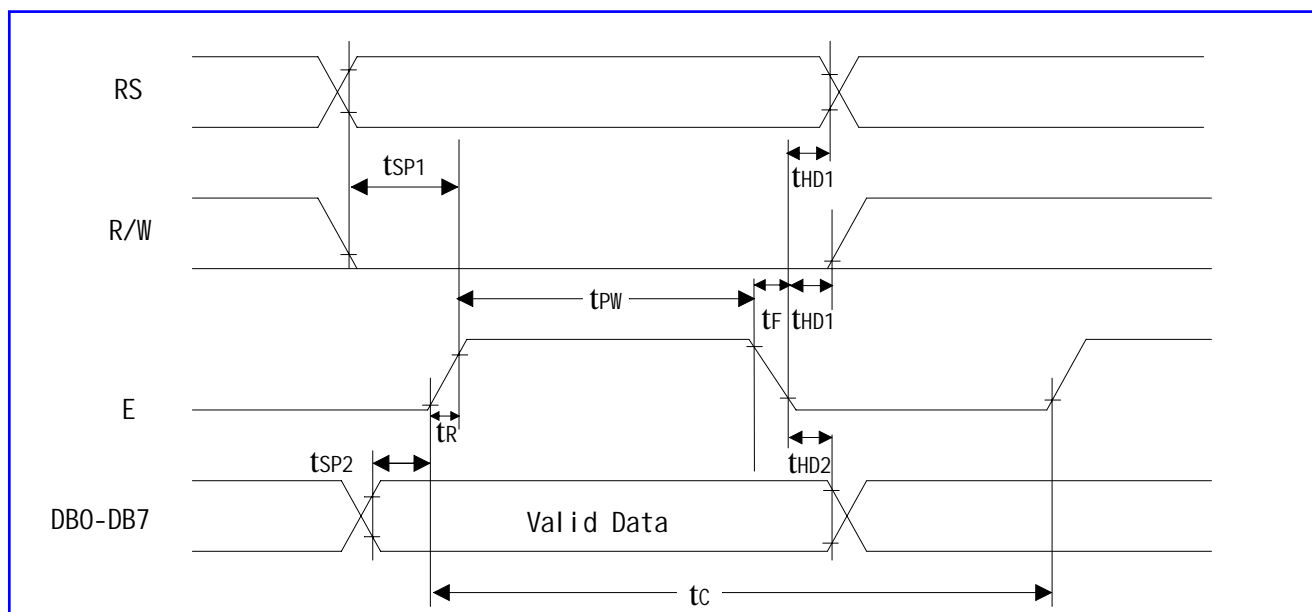 RS
tSP1
tHD1
R/W
tPW
tF
tHD1
E
tR
tSP2
tHD2
DB0-DB7
Valid Data
tC